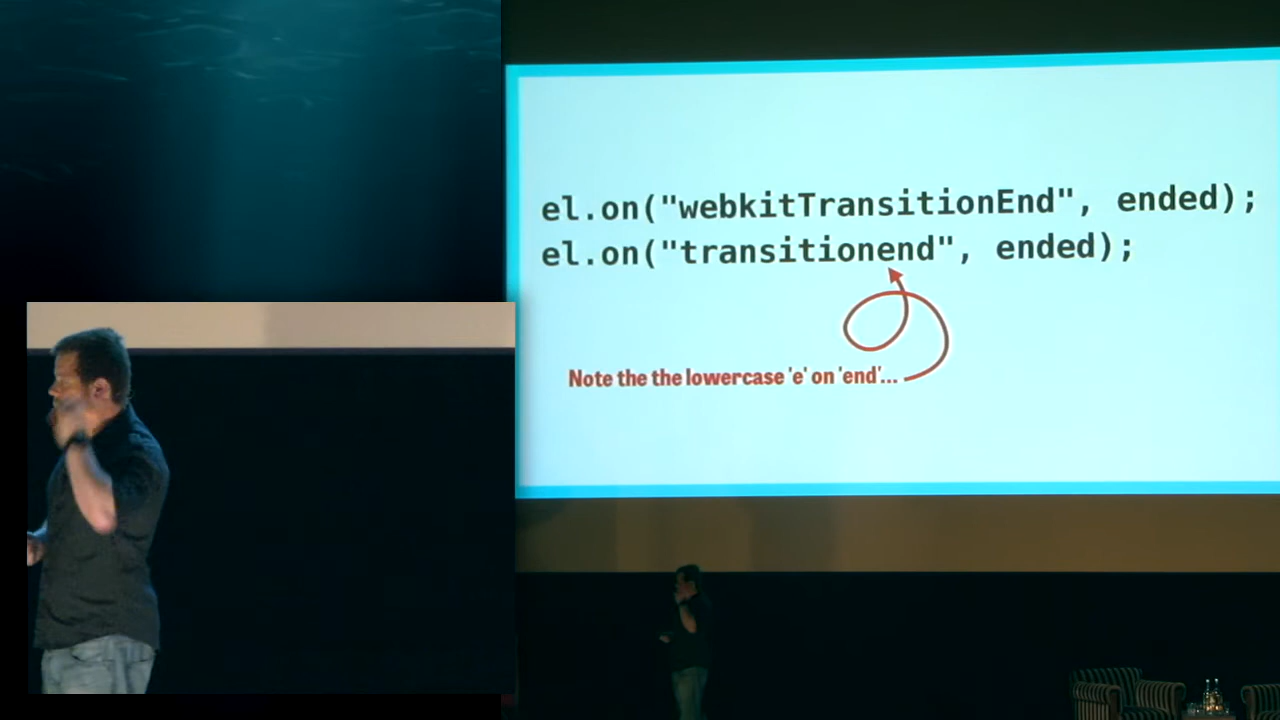 el.on("webkitTransitionEnd", ended);
el.on("transitionend", ended);
Note the the lowercase 'e' on 'end'...